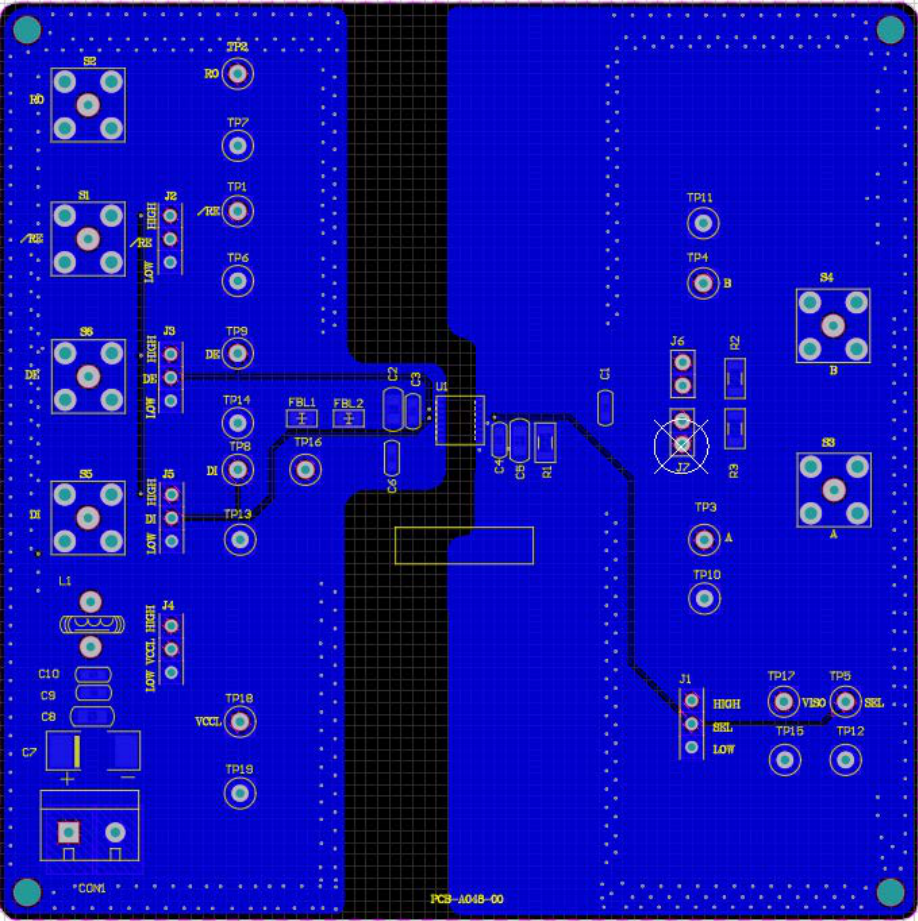 TP2
S2
RO
RO
TP7
TP1
S1
J2
HIGH
/RE
TP11
/RE
/RE
LOW
TP6
TP4
B
S4
S6
J3
HIGH
TP9
DE
J6
R2
DE
DE
LOW
B
C2
C3
U1
C1
TP14
FBL1
FBL2
TP8
TP16
S3
S5
J5
HIGH
DI
C6
C4
C5
R1
J7
R3
DI
DI
LOW
TP13
TP3
A
A
L1
TP10
J4
HIGH
VCCL
LOW
C10
C9
C8
TP18
VCCL
J1
HIGH
SEL
LOW
TP17
VISO
TP5
SEL
C7
+
−
TP15
TP12
TP19
CON1
PCB-A048-00